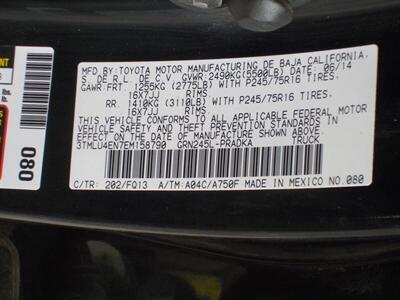 MFD.BY:TOYOTA MOTOR MANUFACTURING DE BAJA CALIFORNIA.
S. DE R.L. DE C.V. GVWR:2490KG(5500LB) DATE: 06/14
GAWR:FRT. 1255KG (2775LB) WITH P245/75R16 TIRES.
16X7JJ RIMS
RR. 1410KG (3110LB) WITH P245/75R16 TIRES.
16X7JJ RIMS
THIS VEHICLE CONFORMS TO ALL APPLICABLE FEDERAL MOTOR
VEHICLE SAFETY AND THEFT PREVENTION STANDARDS IN EFFECT
ON THE DATE OF MANUFACTURE SHOWN ABOVE.
3TMLU4EN7EM158790 GRN245L-PRADKA TRUCK
C/TR: 202/FQ13 A/TM:A04C/A750F MADE IN MEXICO NO.080
080